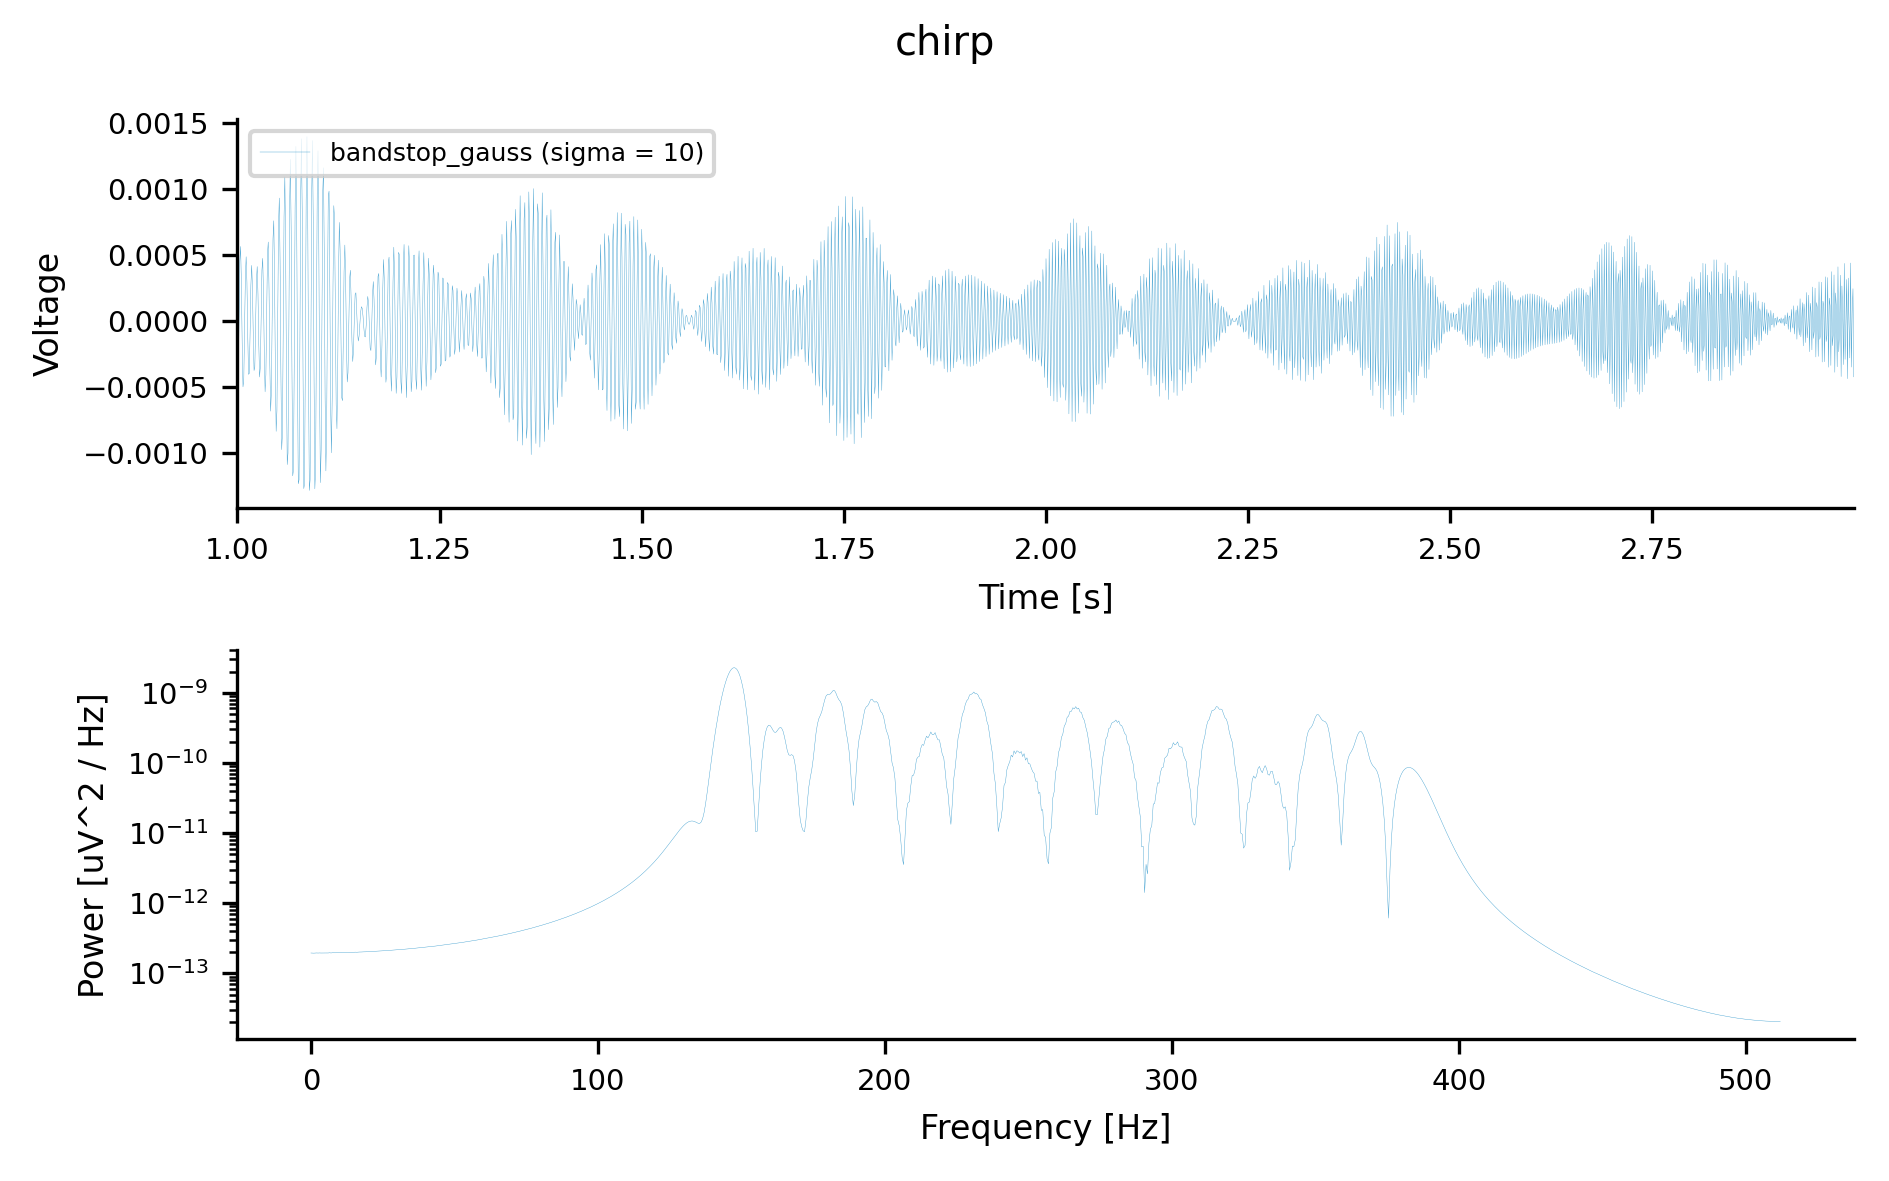 chirp
0.0015
0.0010
0.0005
0.0000
−0.0005
−0.0010
Voltage
bandstop_gauss (sigma = 10)
1.00 1.25 1.50 1.75 2.00 2.25 2.50 2.75
Time [s]
10⁻⁹
10⁻¹⁰
10⁻¹¹
10⁻¹²
10⁻¹³
Power [uV^2 / Hz]
0 100 200 300 400 500
Frequency [Hz]